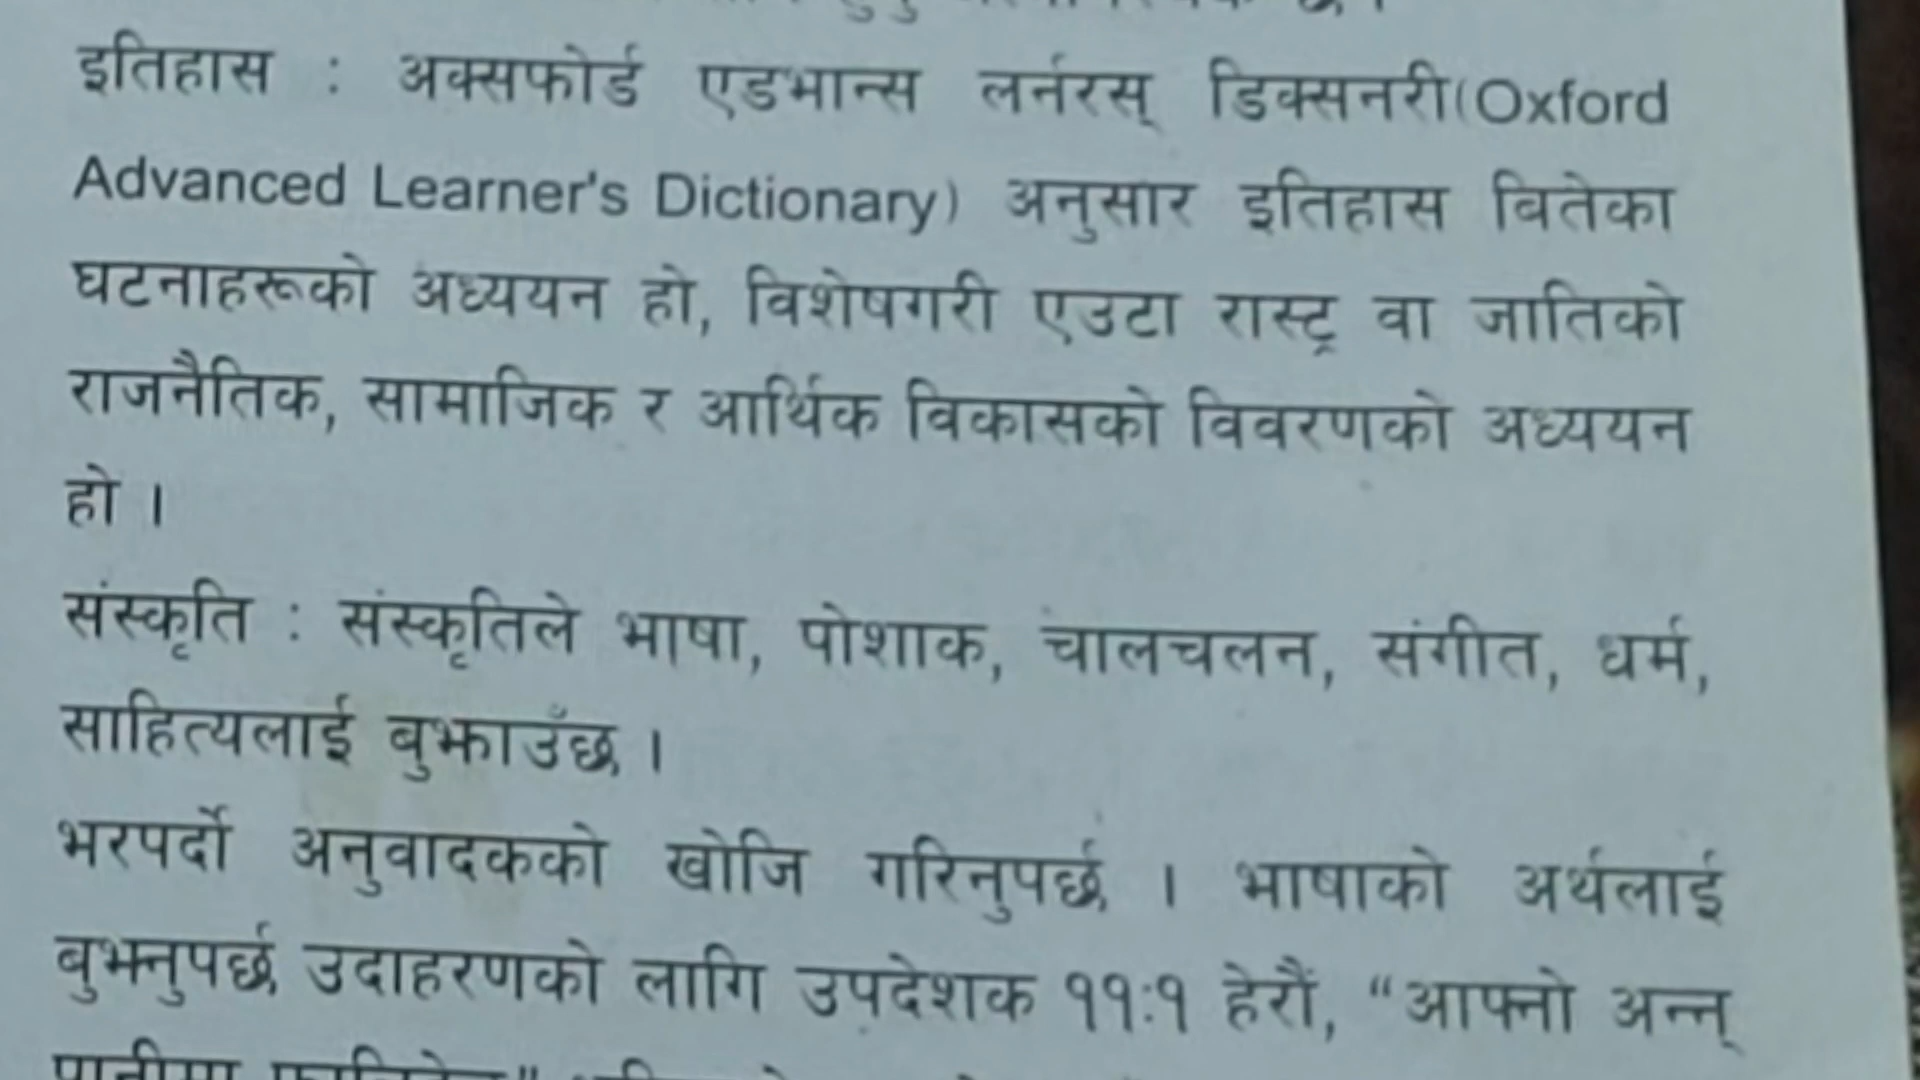 इतिहास : अक्सफोर्ड एडभान्स लर्नरस् डिक्सनरी(Oxford
Advanced Learner's Dictionary) अनुसार इतिहास बितेका
घटनाहरूको अध्ययन हो, विशेषगरी एउटा रास्ट्र वा जातिको
राजनैतिक, सामाजिक र आर्थिक विकासको विवरणको अध्ययन
हो ।
संस्कृति : संस्कृतिले भाषा, पोशाक, चालचलन, संगीत, धर्म,
साहित्यलाई बुझाउँछ ।
भरपर्दो अनुवादकको खोजि गरिनुपर्छ । भाषाको अर्थलाई
बुझ्नुपर्छ उदाहरणको लागि उपदेशक ११:१ हेरौं, “आफ्नो अन्न्